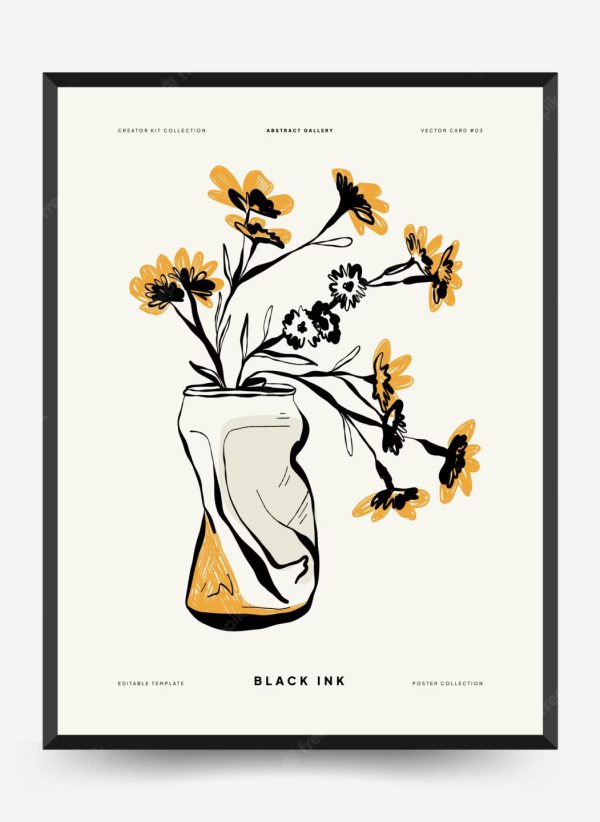 CREATOR KIT COLLECTION
ABSTRACT GALLERY
VECTOR CARD #03
EDITABLE TEMPLATE
BLACK INK
POSTER COLLECTION